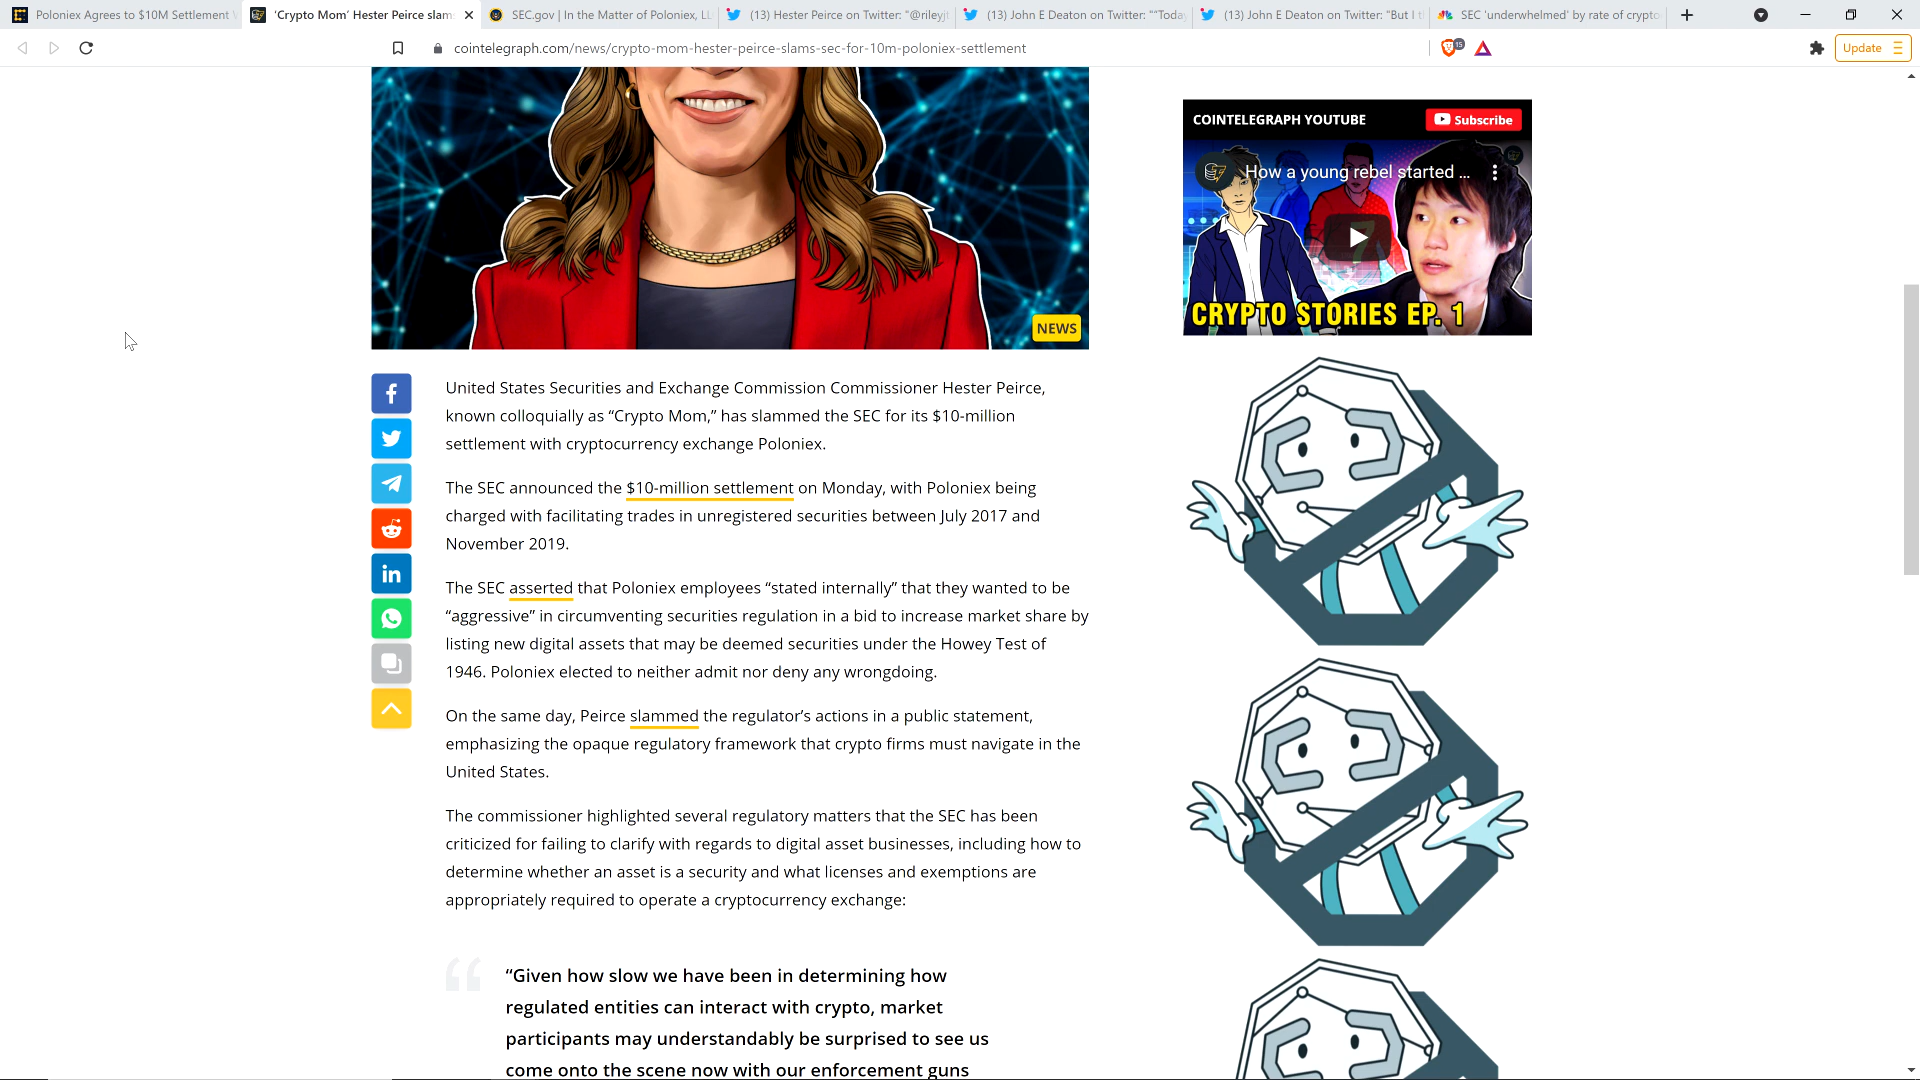 Poloniex Agrees to $10M Settlement
'Crypto Mom' Hester Peirce slam
SEC.gov | In the Matter of Poloniex, LL
(13) Hester Peirce on Twitter: "@rileyjt
(13) John E Deaton on Twitter: ""Today
(13) John E Deaton on Twitter: "But I t
SEC 'underwhelmed' by rate of crypto
cointelegraph.com/news/crypto-mom-hester-peirce-slams-sec-for-10m-poloniex-settlement
15
Update
NEWS
COINTELEGRAPH YOUTUBE
Subscribe
How a young rebel started ...
CRYPTO STORIES EP. 1
United States Securities and Exchange Commission Commissioner Hester Peirce,
known colloquially as “Crypto Mom,” has slammed the SEC for its $10-million
settlement with cryptocurrency exchange Poloniex.
The SEC announced the $10-million settlement on Monday, with Poloniex being
charged with facilitating trades in unregistered securities between July 2017 and
November 2019.
The SEC asserted that Poloniex employees “stated internally” that they wanted to be
“aggressive” in circumventing securities regulation in a bid to increase market share by
listing new digital assets that may be deemed securities under the Howey Test of
1946. Poloniex elected to neither admit nor deny any wrongdoing.
On the same day, Peirce slammed the regulator’s actions in a public statement,
emphasizing the opaque regulatory framework that crypto firms must navigate in the
United States.
The commissioner highlighted several regulatory matters that the SEC has been
criticized for failing to clarify with regards to digital asset businesses, including how to
determine whether an asset is a security and what licenses and exemptions are
appropriately required to operate a cryptocurrency exchange:
“Given how slow we have been in determining how
regulated entities can interact with crypto, market
participants may understandably be surprised to see us
come onto the scene now with our enforcement guns